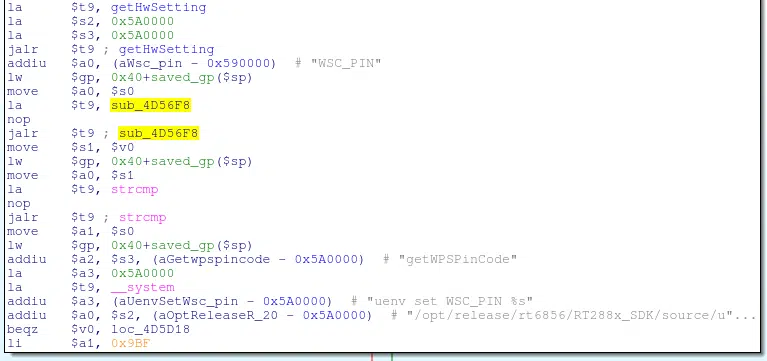 la $t9, getHwSetting
la $s2, 0x5A0000
la $s3, 0x5A0000
jalr $t9 ; getHwSetting
addiu $a0, (aWsc_pin - 0x590000) # "WSC_PIN"
lw $gp, 0x40+saved_gp($sp)
move $a0, $s0
la $t9, sub_4D56F8
nop
jalr $t9 ; sub_4D56F8
move $s1, $v0
lw $gp, 0x40+saved_gp($sp)
move $a0, $s1
la $t9, strcmp
nop
jalr $t9 ; strcmp
move $a1, $s0
lw $gp, 0x40+saved_gp($sp)
addiu $a2, $s3, (aGetwpspincode - 0x5A0000) # "getWPSPinCode"
la $a3, 0x5A0000
la $t9, __system
addiu $a3, (aUenvSetWsc_pin - 0x5A0000) # "uenv set WSC_PIN %s"
addiu $a0, $s2, (aOptReleaseR_20 - 0x5A0000) # "/opt/release/rt6856/RT288x_SDK/source/u"...
beqz $v0, loc_4D5D18
li $a1, 0x9BF